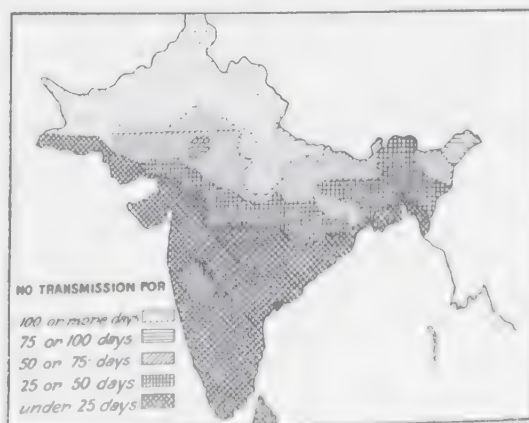 NO TRANSMISSION FOR
100 or more days
75 or 100 days
50 or 75 days
25 or 50 days
under 25 days